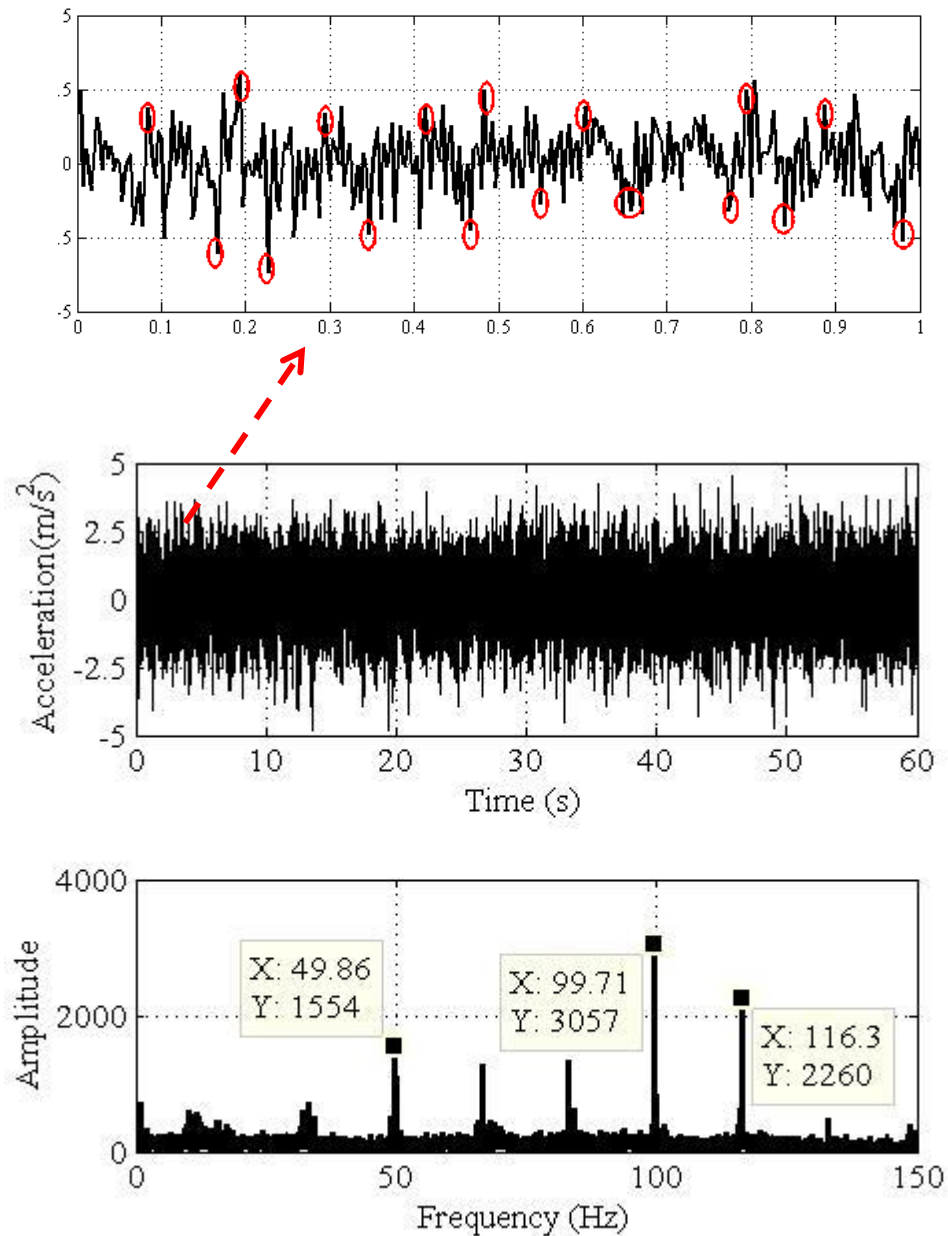 5
.5
0
.5
-5
0 0.1 0.2 0.3 0.4 0.5 0.6 0.7 0.8 0.9 1
Acceleration(m/s²)
5
2.5
0
-2.5
-5
0 10 20 30 40 50 60
Time (s)
Amplitude
4000
2000
0
X: 49.86
Y: 1554
X: 99.71
Y: 3057
X: 116.3
Y: 2260
0 50 100 150
Frequency (Hz)